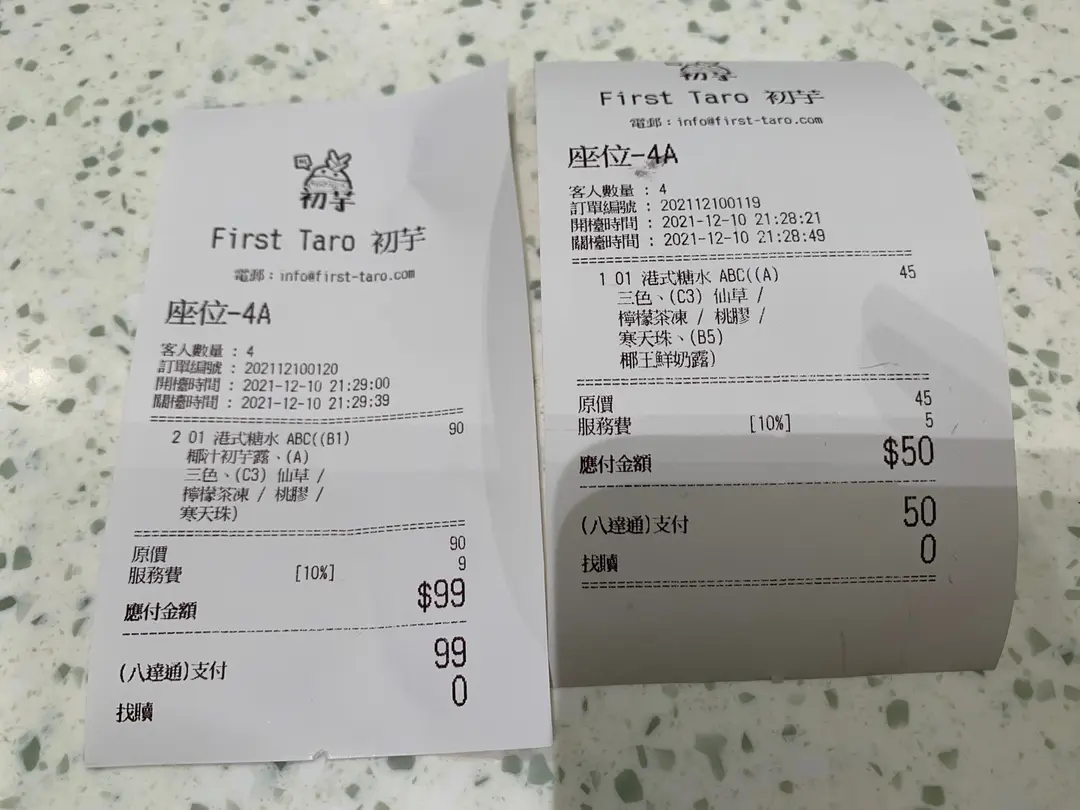 初芋
First Taro 初芋
電郵：info@first-taro.com
座位-4A
客人數量 : 4
訂單編號 : 202112100120
開檯時間 : 2021-12-10 21:29:00
關檯時間 : 2021-12-10 21:29:39
2 01 港式糖水 ABC((B1) 90
椰汁初芋露、(A)
三色、(C3) 仙草 /
檸檬茶凍 / 桃膠 /
寒天珠)
原價 90
服務費 [10%] 9
應付金額 $99
(八達通)支付 99
找贖 0
初芋
First Taro 初芋
電郵：info@first-taro.com
座位-4A
客人數量 : 4
訂單編號 : 202112100119
開檯時間 : 2021-12-10 21:28:21
關檯時間 : 2021-12-10 21:28:49
1 01 港式糖水 ABC((A) 45
三色、(C3) 仙草 /
檸檬茶凍 / 桃膠 /
寒天珠、(B5)
椰王鮮奶露)
原價 45
服務費 [10%] 5
應付金額 $50
(八達通)支付 50
找贖 0